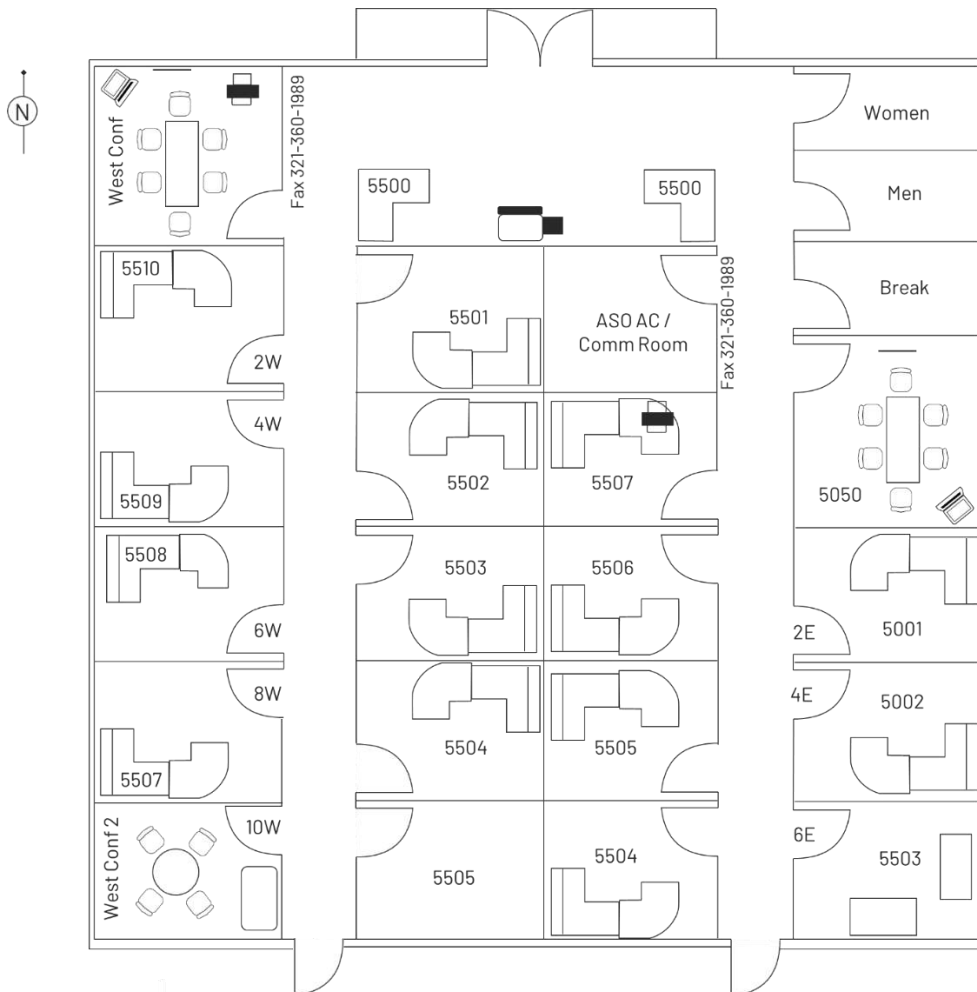 N
West Conf
Fax 321-360-1989
Women
Men
Break
5500
5500
5510
2W
5501
ASO AC /
Comm Room
Fax 321-360-1989
4W
5509
5502
5507
5050
5508
6W
5503
5506
2E
5001
8W
5507
5504
5505
4E
5002
West Conf 2
10W
5505
5504
6E
5503